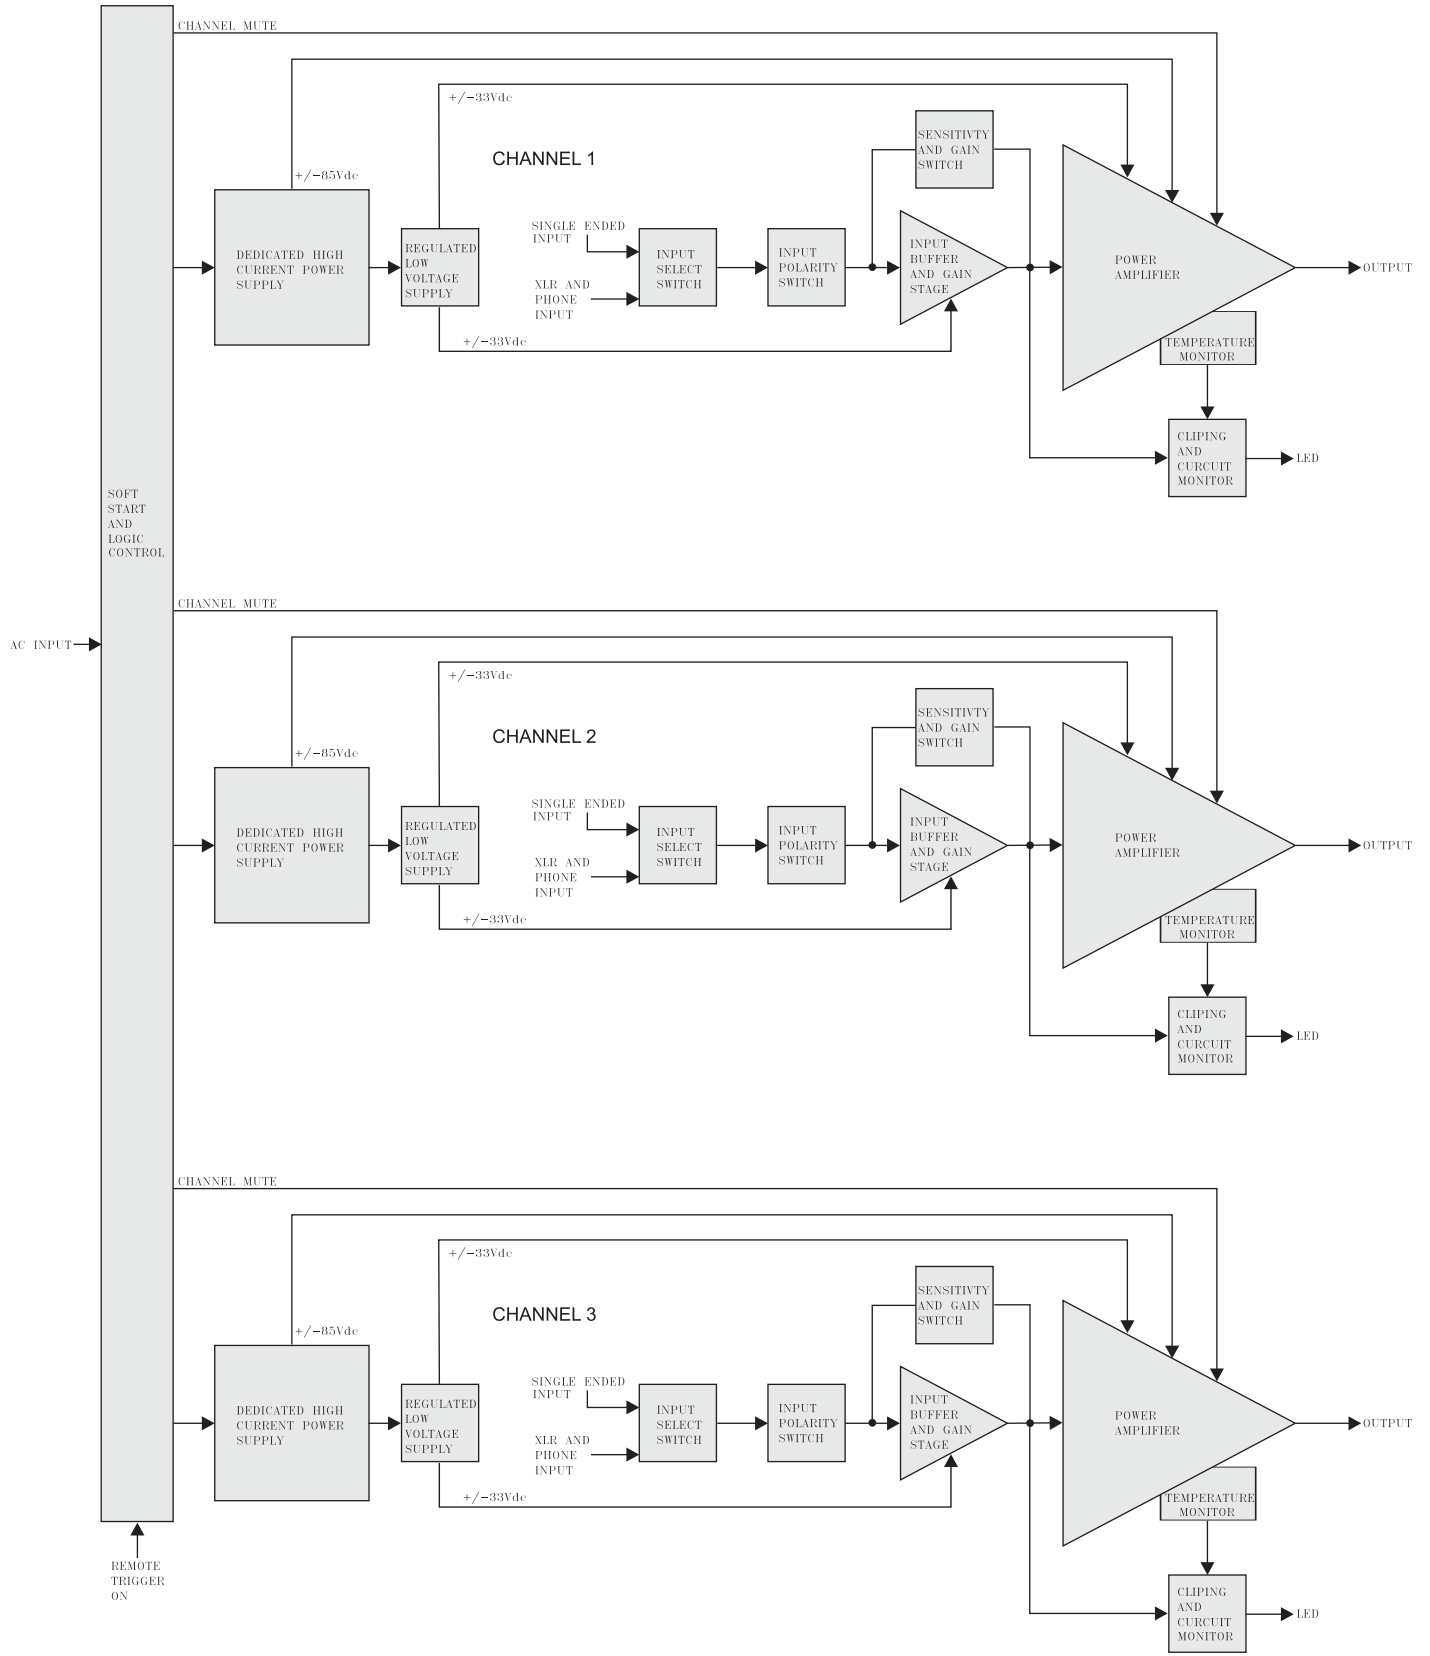 CHANNEL MUTE
+/-33Vdc
CHANNEL 1
SENSITIVTY
AND GAIN
SWITCH
+/-85Vdc
DEDICATED HIGH
CURRENT POWER
SUPPLY
REGULATED
LOW
VOLTAGE
SUPPLY
SINGLE ENDED
INPUT
XLR AND
PHONE
INPUT
INPUT
SELECT
SWITCH
INPUT
POLARITY
SWITCH
INPUT
BUFFER
AND GAIN
STAGE
POWER
AMPLIFIER
OUTPUT
+/-33Vdc
TEMPERATURE
MONITOR
CLIPING
AND
CURCUIT
MONITOR
LED
SOFT
START
AND
LOGIC
CONTROL
AC INPUT
CHANNEL MUTE
+/-33Vdc
CHANNEL 2
SENSITIVTY
AND GAIN
SWITCH
+/-85Vdc
DEDICATED HIGH
CURRENT POWER
SUPPLY
REGULATED
LOW
VOLTAGE
SUPPLY
SINGLE ENDED
INPUT
XLR AND
PHONE
INPUT
INPUT
SELECT
SWITCH
INPUT
POLARITY
SWITCH
INPUT
BUFFER
AND GAIN
STAGE
POWER
AMPLIFIER
OUTPUT
+/-33Vdc
TEMPERATURE
MONITOR
CLIPING
AND
CURCUIT
MONITOR
LED
CHANNEL MUTE
+/-33Vdc
CHANNEL 3
SENSITIVTY
AND GAIN
SWITCH
+/-85Vdc
DEDICATED HIGH
CURRENT POWER
SUPPLY
REGULATED
LOW
VOLTAGE
SUPPLY
SINGLE ENDED
INPUT
XLR AND
PHONE
INPUT
INPUT
SELECT
SWITCH
INPUT
POLARITY
SWITCH
INPUT
BUFFER
AND GAIN
STAGE
POWER
AMPLIFIER
OUTPUT
+/-33Vdc
TEMPERATURE
MONITOR
CLIPING
AND
CURCUIT
MONITOR
LED
REMOTE
TRIGGER
ON